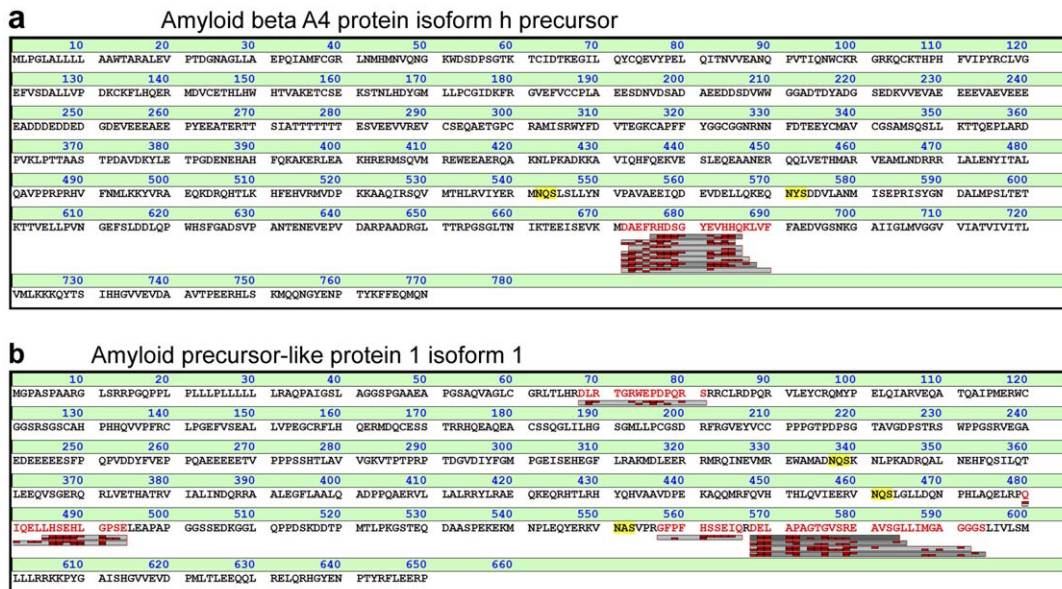 a Amyloid beta A4 protein isoform h precursor
10 20 30 40 50 60 70 80 90 100 110 120
MLPGLALLLL AAWTARALEV PTDGNAGLLA EPQIAMFCGR LNMHMNVQNG KWDSDPSGTK TCIDTKEGIL QYCQEVYPEL QITNVVEANQ PVTIQNWCKR GRKQCKTHPH FVIPYRCLVG
130 140 150 160 170 180 190 200 210 220 230 240
EFVSDALLVP DKCKFLHQER MDVCETHLHW HTVAKETCSE KSTNLHDYGM LLPCGIDKFR GVEFVCCPLA EESDNVDSAD AEEDDSDVWW GGADTDYADG SEDKVVEVAE EEEVAEVEEE
250 260 270 280 290 300 310 320 330 340 350 360
EADDDEDDED GDEVEEEAEE PYEEATERTT SIATTTTTTT ESVEEVVREV CSEQAETGPC RAMISRWYFD VTEGKCAPFF YGGCGGNRNN FDTEEYCMAV CGSAMSQSLL KTTQEPLARD
370 380 390 400 410 420 430 440 450 460 470 480
PVKLPTTAAS TPDAVDKYLE TPGDENEHAH FQKAKERLEA KHRERMSQVM REWEEAERQA KNLPKADKKA VIQHFQEKVE SLEQEAANER QQLVETHMAR VEAMLNDRRR LALENYITAL
490 500 510 520 530 540 550 560 570 580 590 600
QAVPPRPRHV FNMLKKYVRA EQKDRQHTLK HFEHVRMVDP KKAAQIRSQV MTHLRVIYER MNQSLSLLYN VPAVAEEIQD EVDELLQKEQ NYSDDVLANM ISEPRISYGN DALMPSLTET
610 620 630 640 650 660 670 680 690 700 710 720
KTTVELLPVN GEFSLDDLQP WHSFGADSVP ANTENEVEPV DARPAADRGL TTRPGSGLTN IKTEEISEVK MDAEFRHDSG YEVHHQKLVF FAEDVGSNKG AIIGLMVGGV VIATVIVITL
730 740 750 760 770 780
VMLKKKQYTS IHHGVVEVDA AVTPEERHLS KMQQNGYENP TYKFFEQMQN
b Amyloid precursor-like protein 1 isoform 1
10 20 30 40 50 60 70 80 90 100 110 120
MGPASPAARG LSRRPGQPPL PLLLPLLLLL LRAQPAIGSL AGGSPGAAEA PGSAQVAGLC GRLTLHRDLR TGRWEPDPQR SRRCLRDPQR VLEYCRQMYP ELQIARVEQA TQAIPMERWC
130 140 150 160 170 180 190 200 210 220 230 240
GGSRSGSCAH PHHQVVPFRC LPGEFVSEAL LVPEGCRFLH QERMDQCESS TRRHQEAQEA CSSQGLILHG SGMLLPCGSD RFRGVEYVCC PPPGTPDPSG TAVGDPSTRS WPPGSRVEGA
250 260 270 280 290 300 310 320 330 340 350 360
EDEEEEESFP QPVDDYFVEP PQAEEEEETV PPPSSHTLAV VGKVTPTPRP TDGVDIYFGM PGEISEHEGF LRAKMDLEER RMRQINEVMR EWAMADNQSK NLPKADRQAL NEHFQSILQT
370 380 390 400 410 420 430 440 450 460 470 480
LEEQVSGERQ RLVETHATRV IALINDQRRA ALEGFLAALQ ADPPQAERVL LALRRYLRAE QKEQRHTLRH YQHVAAVDPE KAQQMRFQVH THLQVIEERV NQSLGLLDQN PHLAQELRPQ
490 500 510 520 530 540 550 560 570 580 590 600
IQELLHSEHL GPSELEAPAP GGSSEDKGGL QPPDSKDDTP MTLPKGSTEQ DAASPEKEKM NPLEQYERKV NASVPRGFPF HSSEIQRDEL APAGTGVSRE AVSGLLIMGA GGGSLIVLSM
610 620 630 640 650 660
LLLRRKKPYG AISHGVVEVD PMLTLEEQQL RELQRHGYEN PTYRFLEERP